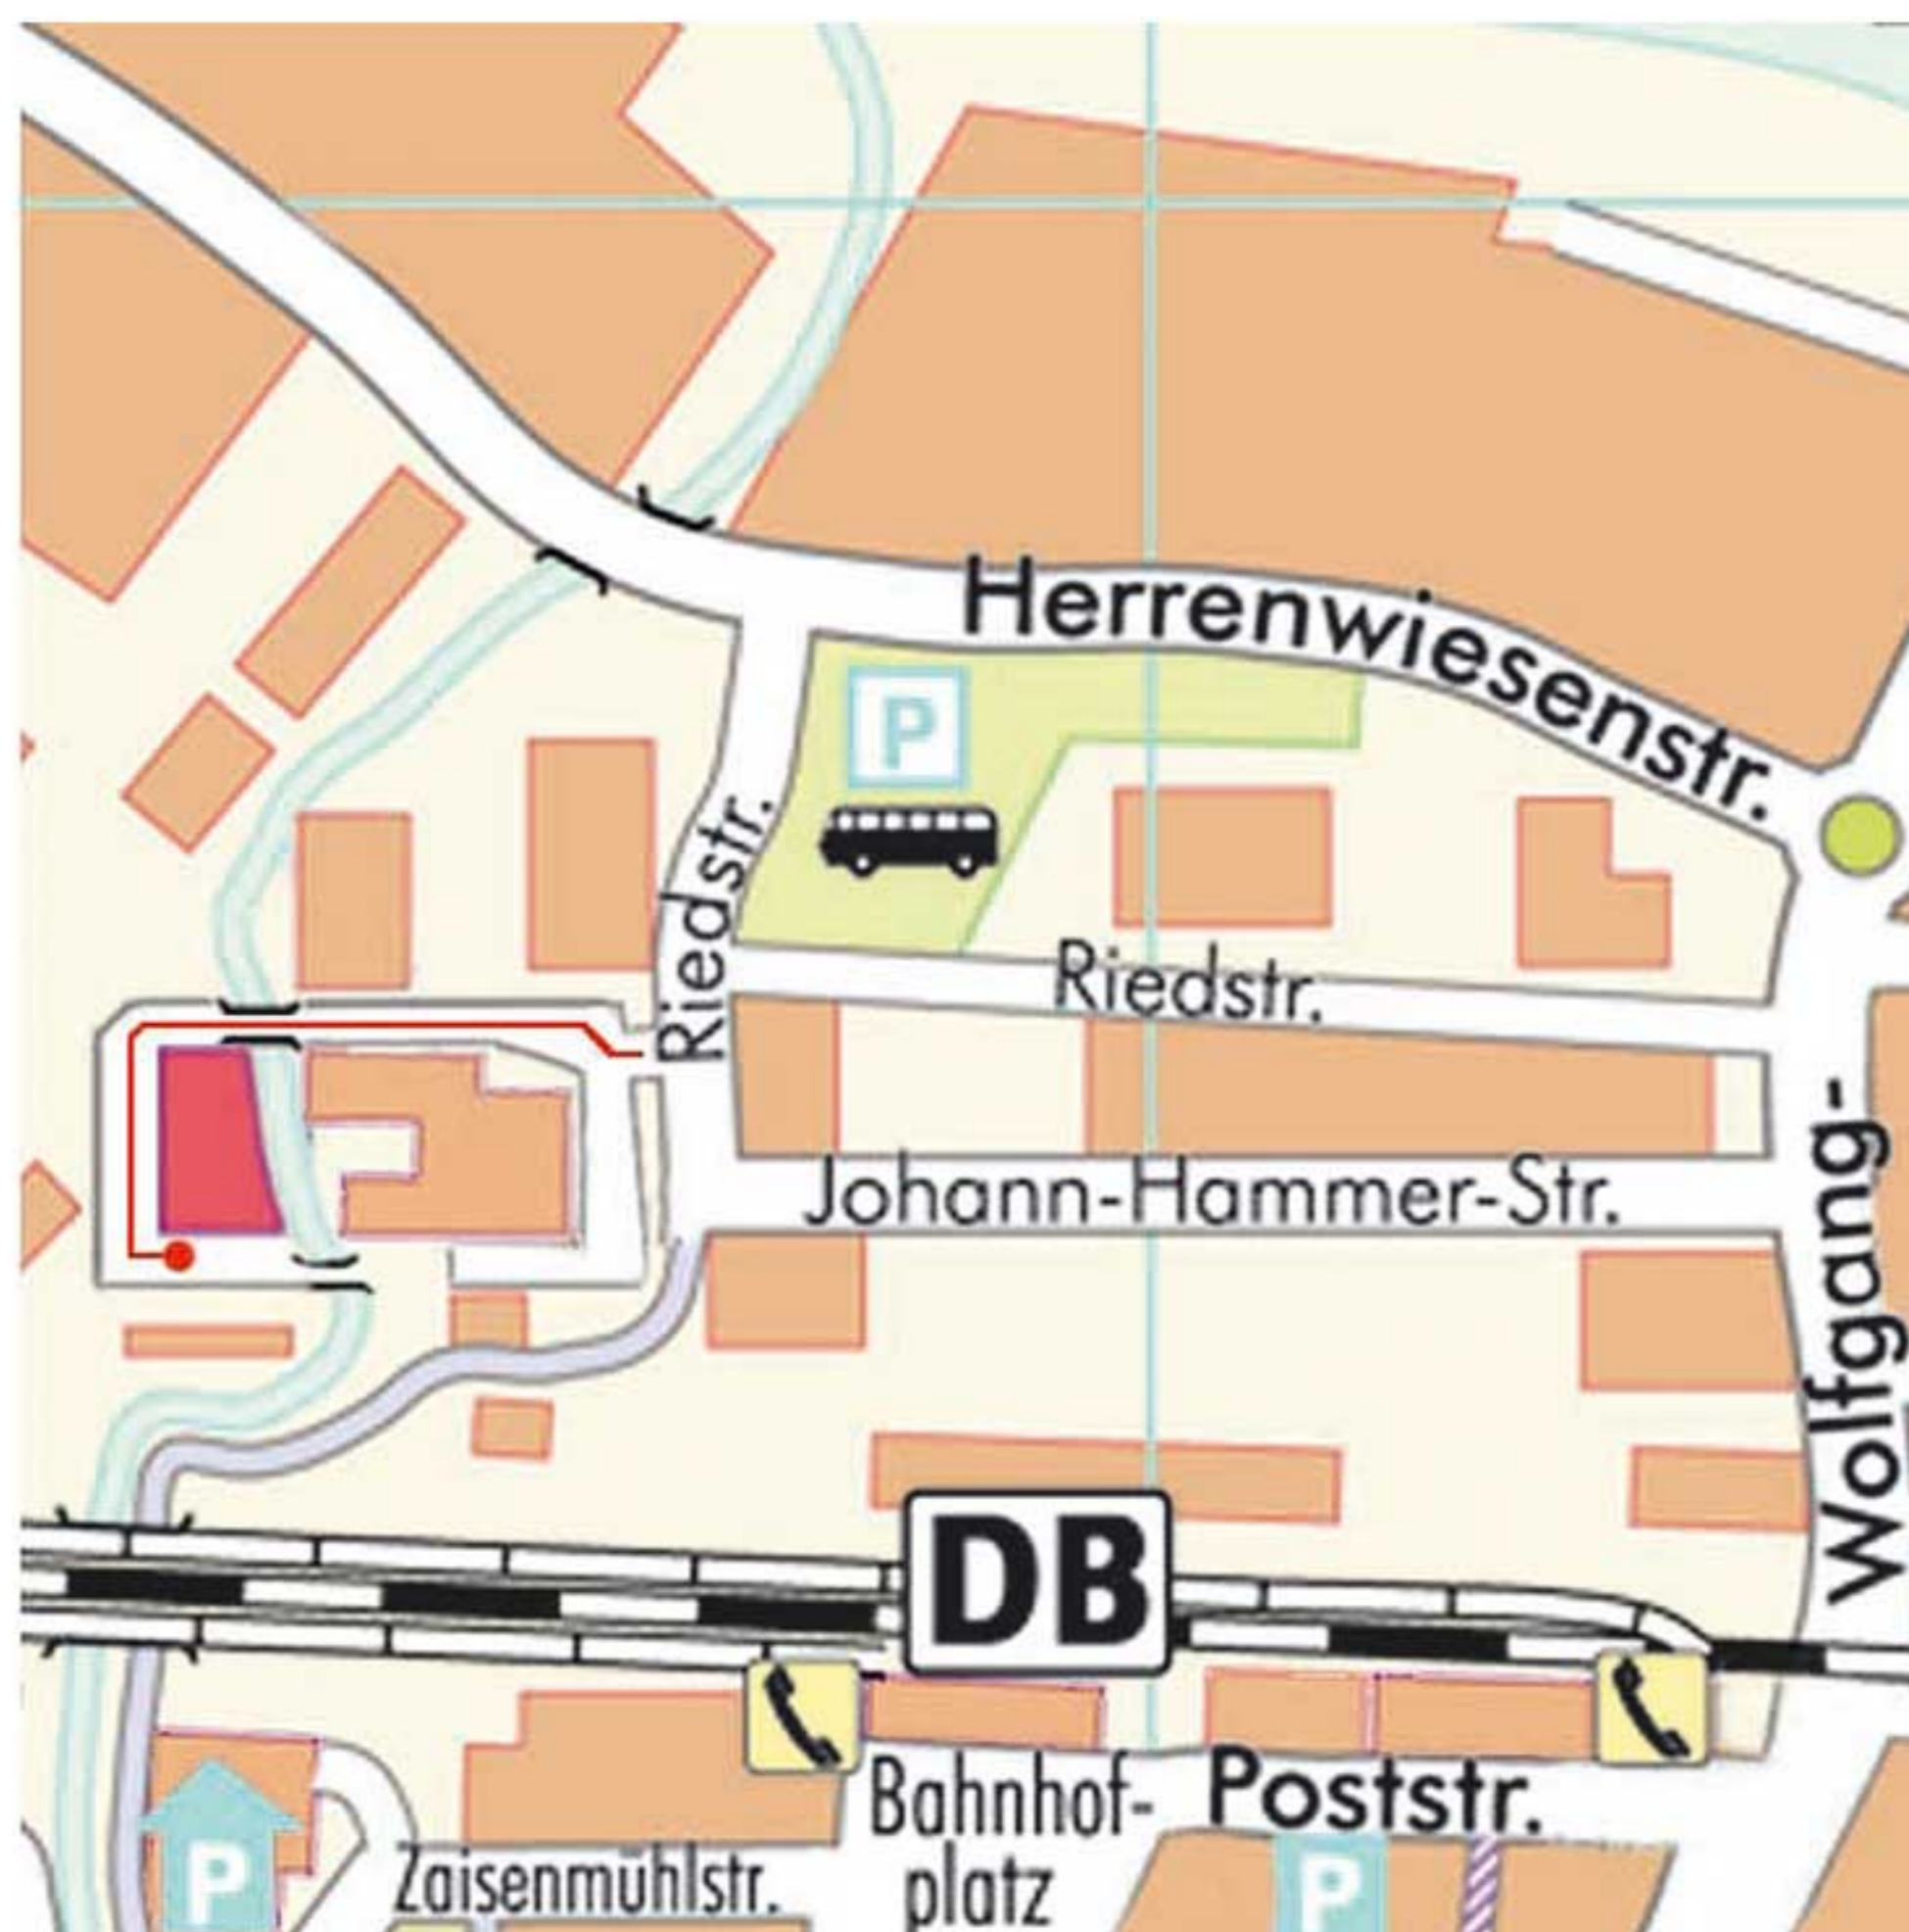 Herrenwiesenstr.
P
Riedstr.
Riedstr.
Johann-Hammer-Str.
Wolfgang-
DB
Bahnhof-
platz
Poststr.
Zaisenmühlstr.
P
P